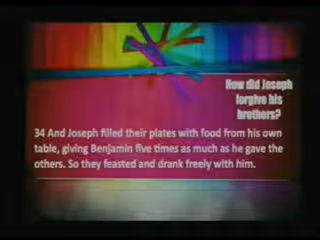 How did Joseph
forgive his
brothers?
34 And Joseph filled their plates with food from his own
table, giving Benjamin five times as much as he gave the
others. So they feasted and drank freely with him.